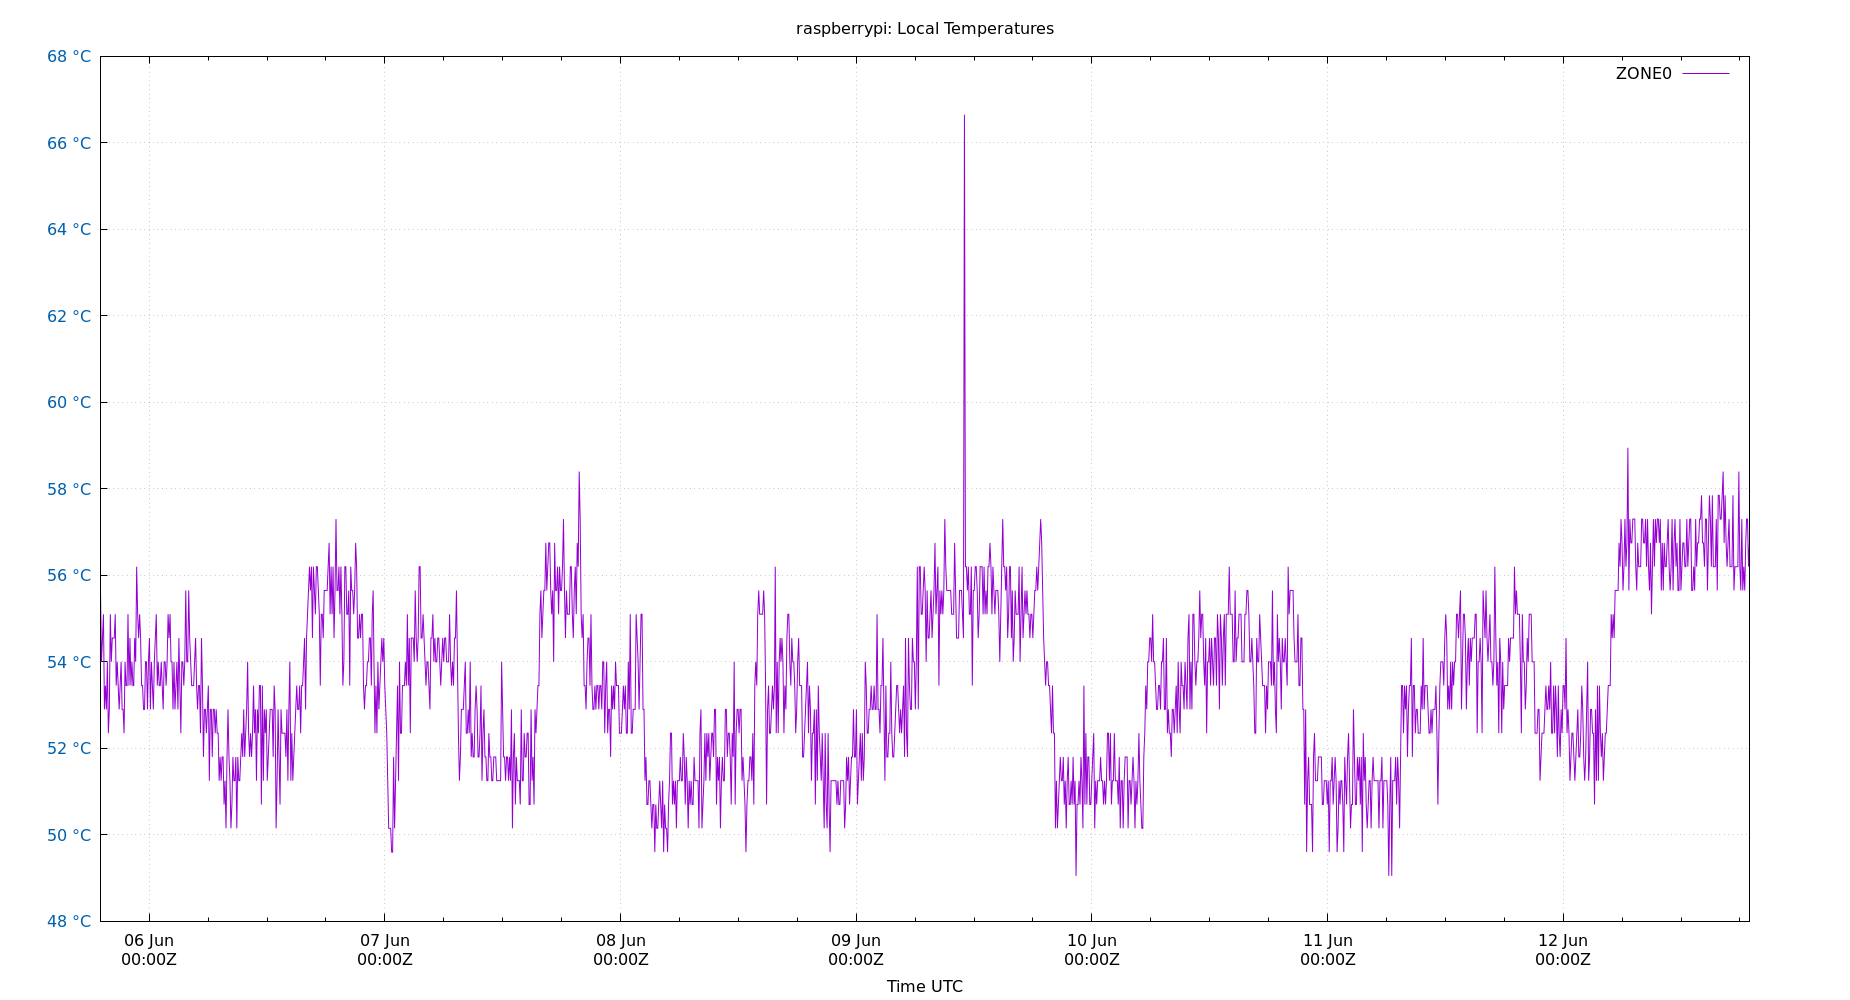 raspberrypi: Local Temperatures
68 °C
ZONE0
66 °C
64 °C
62 °C
60 °C
58 °C
56 °C
54 °C
52 °C
50 °C
48 °C
06 Jun 07 Jun 08 Jun 09 Jun 10 Jun 11 Jun 12 Jun
00:00Z 00:00Z 00:00Z 00:00Z 00:00Z 00:00Z 00:00Z
Time UTC